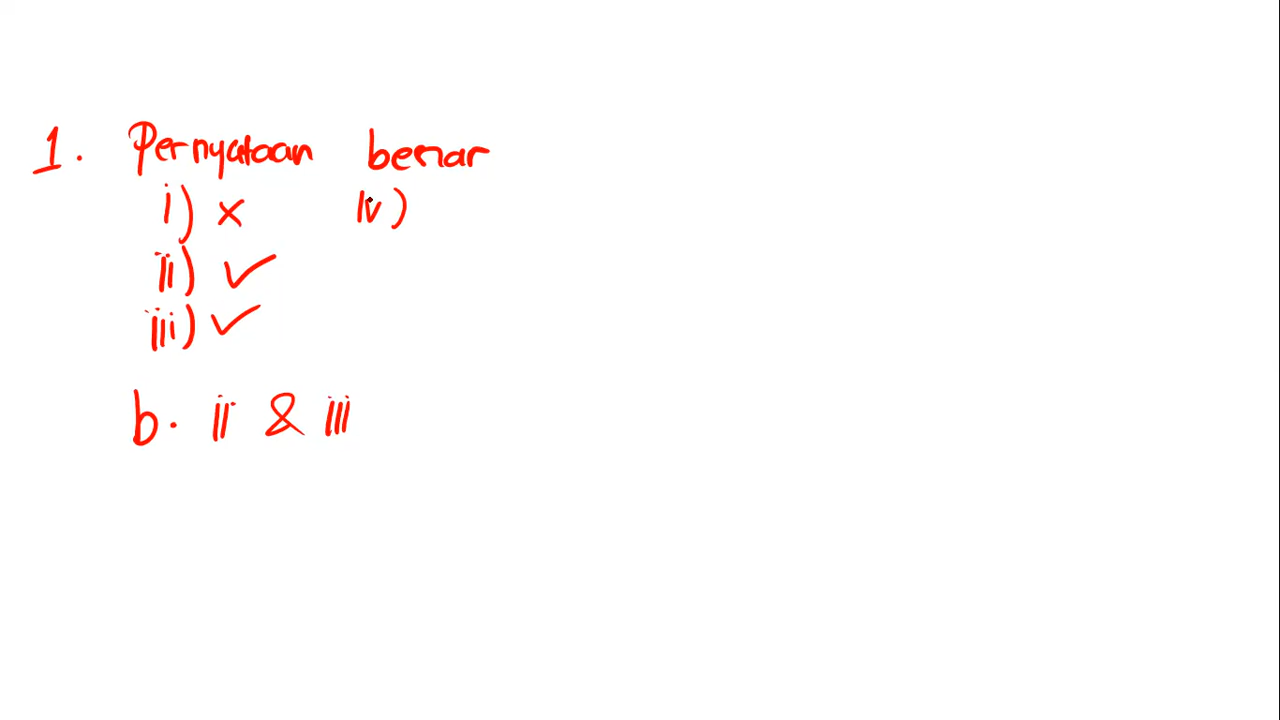 1. Pernyataan benar
i) × iv)
ii) ✓
iii) ✓
b. ii & iii